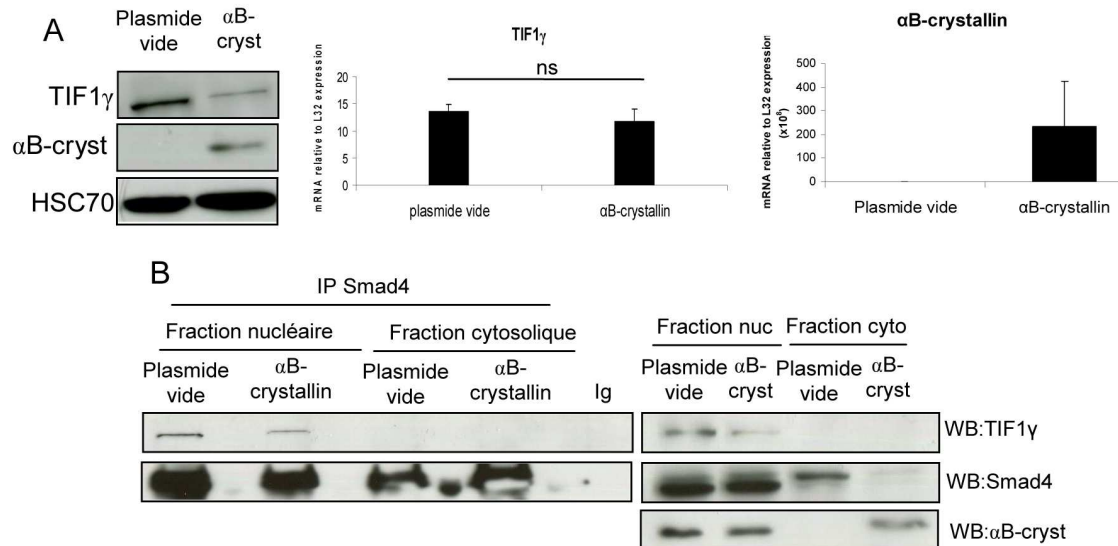 A
Plasmide vide
αB-cryst
TIF1γ
αB-cryst
HSC70
TIF1γ
mRNA relative to L32 expression
20
15
10
5
0
ns
plasmide vide
αB-crystallin
αB-crystallin
mRNA relative to L32 expression
(x10⁸)
500
400
300
200
100
0
Plasmide vide
αB-crystallin
B
IP Smad4
Fraction nucléaire
Fraction cytosolique
Plasmide vide
αB-crystallin
Plasmide vide
αB-crystallin
Ig
Fraction nuc
Fraction cyto
Plasmide vide
αB-cryst
Plasmide vide
αB-cryst
WB:TIF1γ
WB:Smad4
WB:αB-cryst